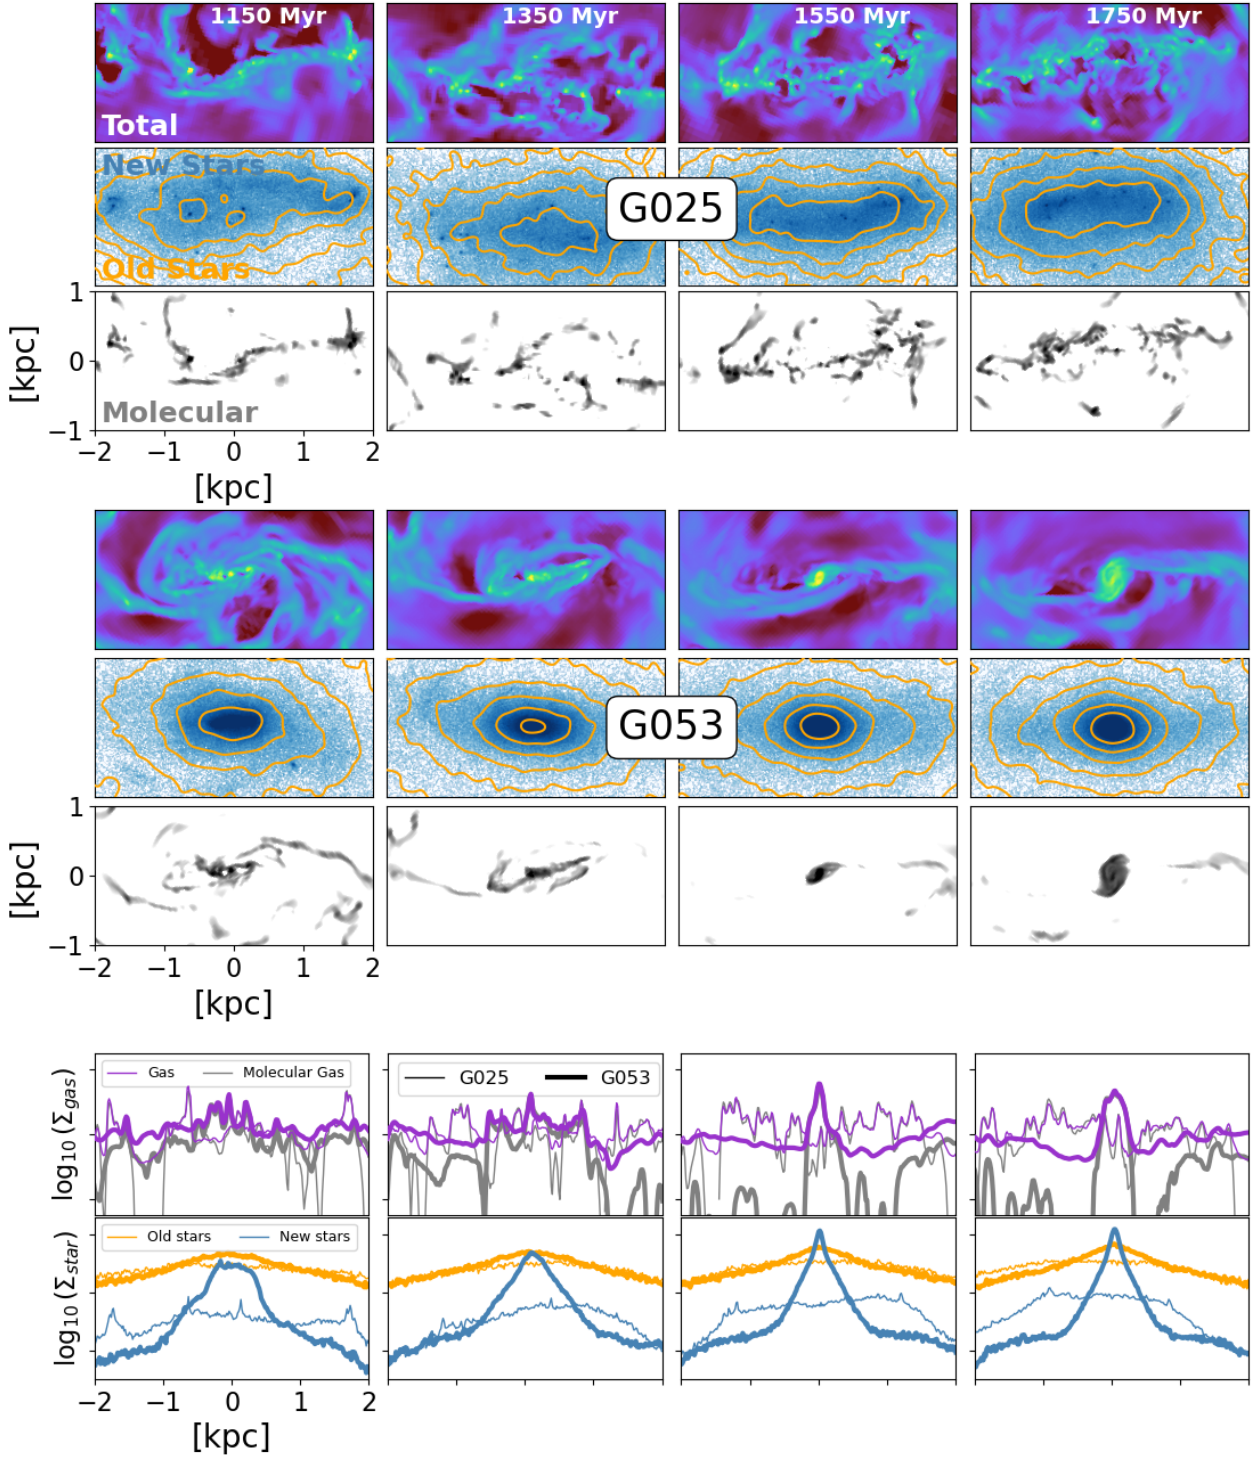 1150 Myr 1350 Myr 1550 Myr 1750 Myr
Total
New Stars
G025
Old Stars
1
0
−1
[kpc]
Molecular
−2 −1 0 1 2
[kpc]
G053
1
0
−1
[kpc]
−2 −1 0 1 2
[kpc]
log10(Σgas)
Gas Molecular Gas
G025 G053
log10(Σstar)
Old stars New stars
−2 −1 0 1 2
[kpc]